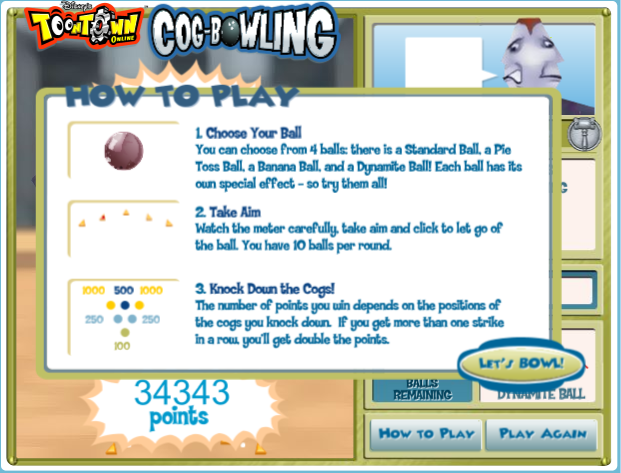 Disney's
TOONTOWN
ONLINE
COG-BOWLING
HOW TO PLAY
1. Choose Your Ball
You can choose from 4 balls: there is a Standard Ball, a Pie
Toss Ball, a Banana Ball, and a Dynamite Ball! Each ball has its
own special effect - so try them all!
2. Take Aim
Watch the meter carefully, take aim and click to let go of
the ball. You have 10 balls per round.
1000 500 1000
250 250
100
3. Knock Down the Cogs!
The number of points you win depends on the positions of
the cogs you knock down. If you get more than one strike
in a row, you'll get double the points.
LET'S BOWL!
34343
points
BALLS
REMAINING
DYNAMITE BALL
HOW TO PLAY
PLAY AGAIN